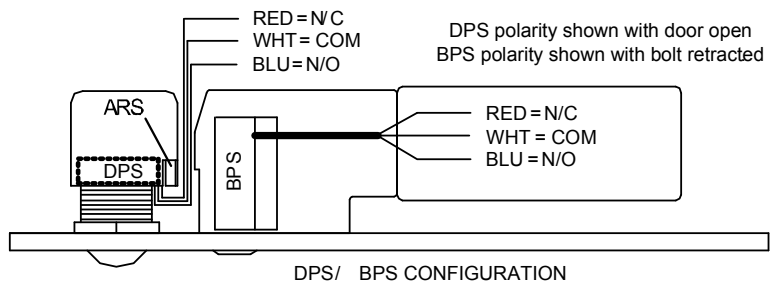 RED=N/C
WHT = COM
BLU=N/O
DPS polarity shown with door open
BPS polarity shown with bolt retracted
ARS
DPS
BPS
RED=N/C
WHT = COM
BLU=N/O
DPS/ BPS CONFIGURATION